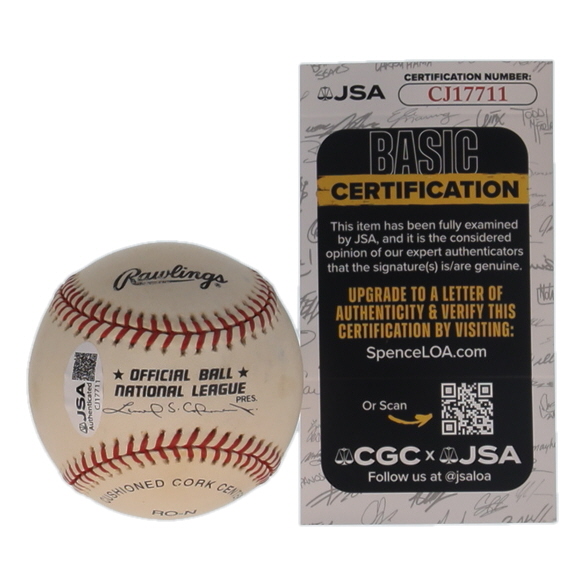 Rawlings
★ OFFICIAL BALL ★
NATIONAL LEAGUE
PRES.
CUSHIONED CORK CENTER
RO-N
JSA
Authenticated
CJ17711
JSA
CERTIFICATION NUMBER:
CJ17711
BASIC
CERTIFICATION
This item has been fully examined
by JSA, and it is the considered
opinion of our expert authenticators
that the signature(s) is/are genuine.
UPGRADE TO A LETTER OF
AUTHENTICITY & VERIFY THIS
CERTIFICATION BY VISITING:
SpenceLOA.com
Or Scan
CGC x JSA
Follow us at @jsaloa